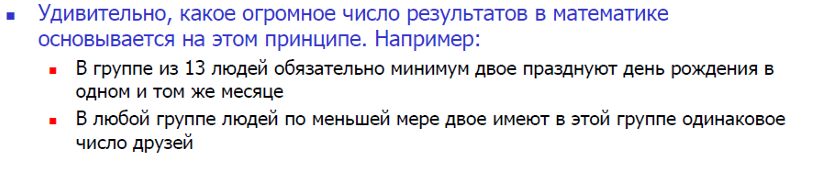 Удивительно, какое огромное число результатов в математике
основывается на этом принципе. Например:
В группе из 13 людей обязательно минимум двое празднуют день рождения в
одном и том же месяце
В любой группе людей по меньшей мере двое имеют в этой группе одинаковое
число друзей